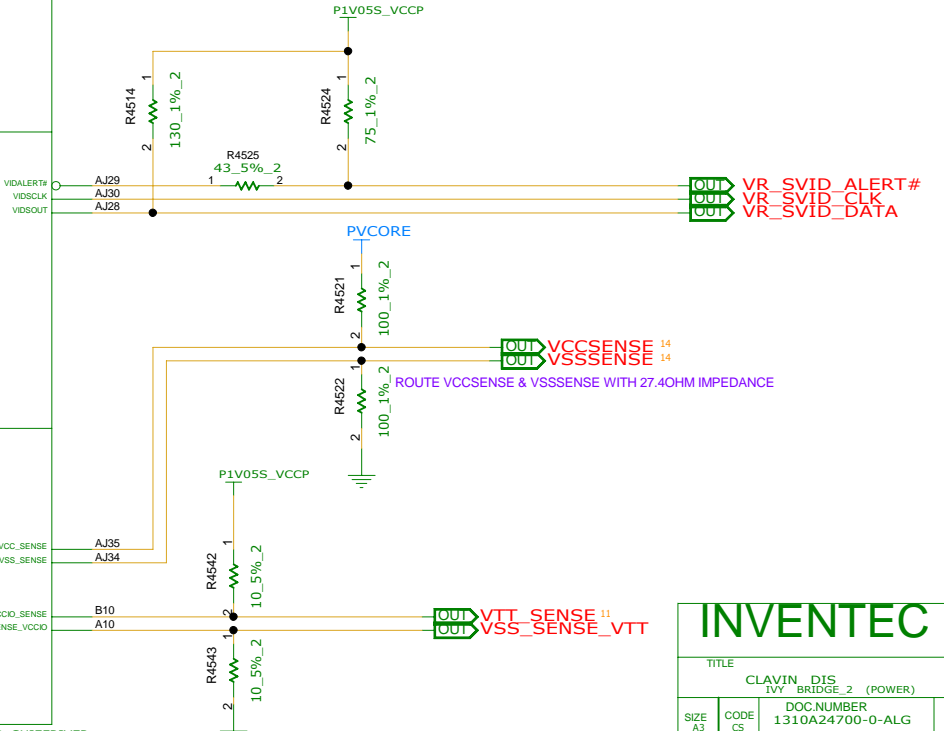 P1V05S_VCCP
R4514
1
130_1%_2
2
R4524
1
75_1%_2
2
R4525
43_5%_2
1
2
VIDALERT#
AJ29
VIDSCLK
AJ30
VIDSOUT
AJ28
OUT VR_SVID_ALERT#
OUT VR_SVID_CLK
OUT VR_SVID_DATA
PVCORE
R4521
1
100_1%_2
2
OUT VCCSENSE 14
OUT VSSSENSE 14
ROUTE VCCSENSE & VSSSENSE WITH 27.4OHM IMPEDANCE
R4522
1
100_1%_2
2
P1V05S_VCCP
VCC_SENSE
AJ35
VSS_SENSE
AJ34
R4542
1
10_5%_2
2
CCIO_SENSE
B10
NSE_VCCIO
A10
OUT VTT_SENSE 11
OUT VSS_SENSE_VTT
R4543
1
10_5%_2
2
INVENTEC
TITLE
CLAVIN DIS
IVY BRIDGE_2 (POWER)
SIZE
A3
CODE
CS
DOC.NUMBER
1310A24700-0-ALG